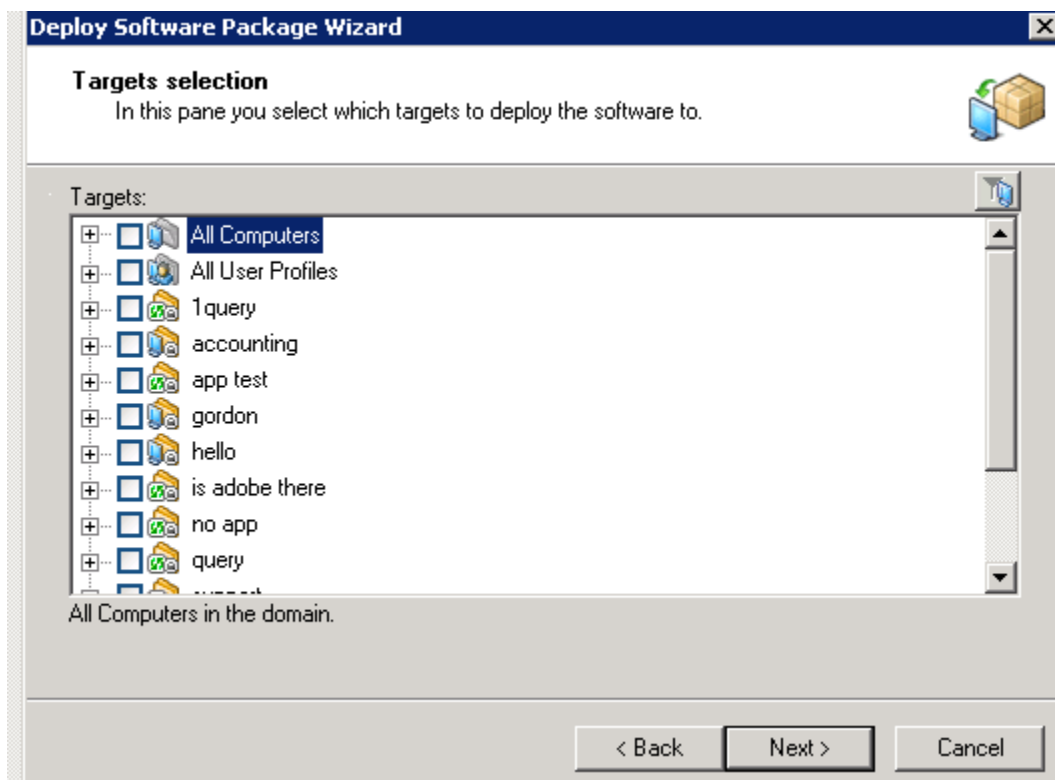 Deploy Software Package Wizard
Targets selection
In this pane you select which targets to deploy the software to.
Targets:
All Computers
All User Profiles
1query
accounting
app test
gordon
hello
is adobe there
no app
query
All Computers in the domain.
< Back
Next >
Cancel